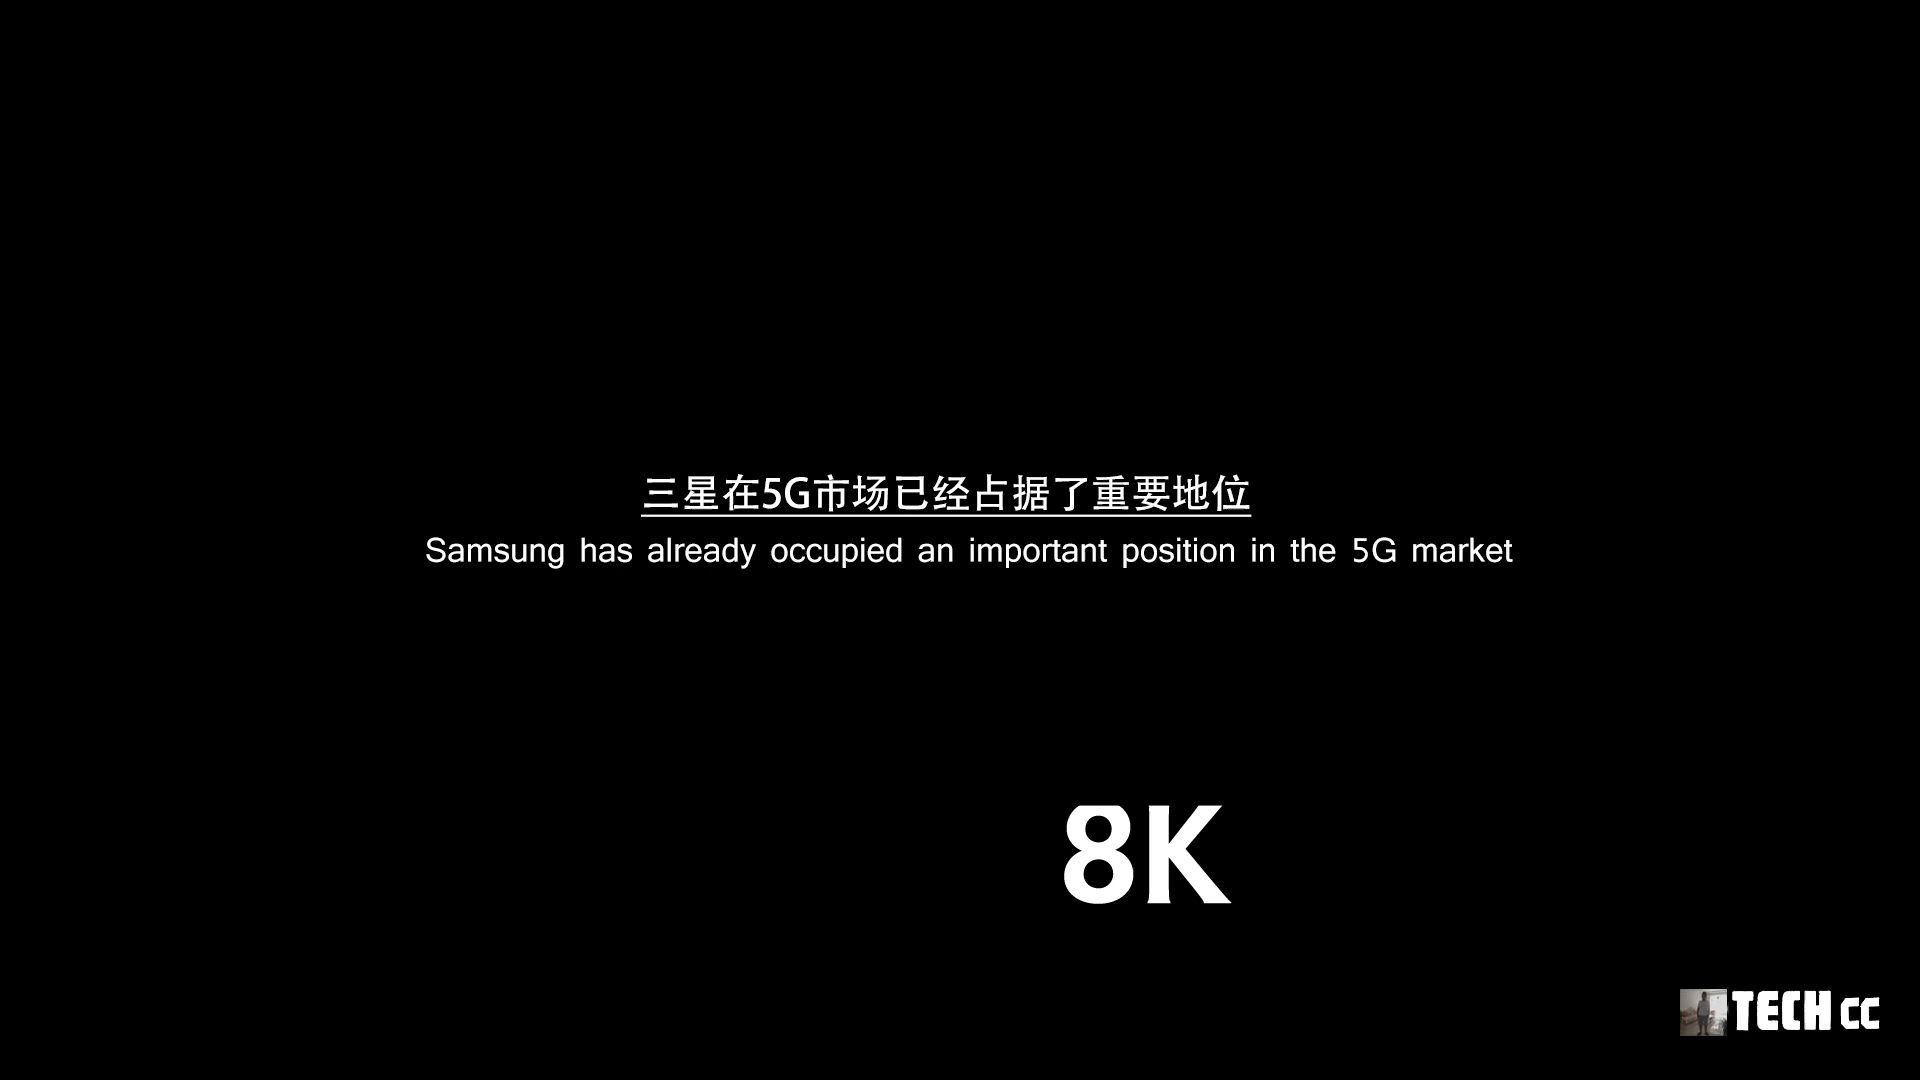 三星在5G市场已经占据了重要地位
Samsung has already occupied an important position in the 5G market
8K
TECH CC